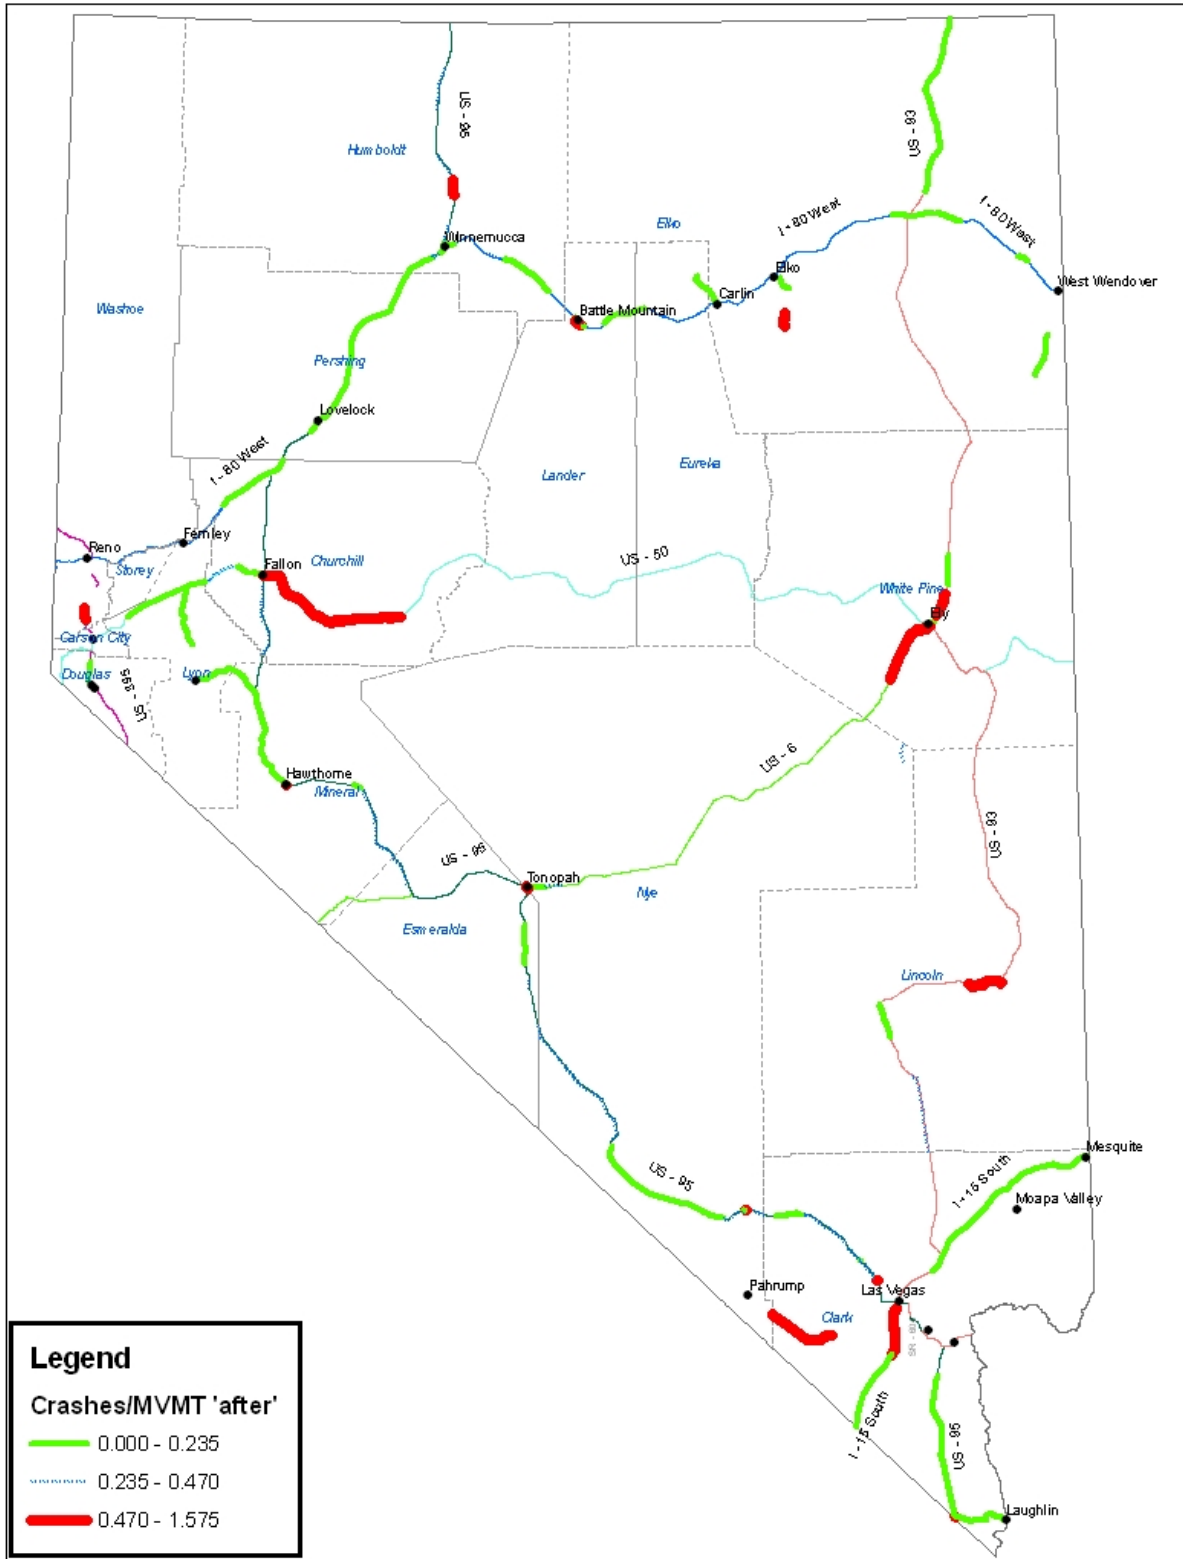 US - 95
US - 93
Humboldt
Elko
I - 80 West
I - 80 West
Winnemucca
Elko
West Wendover
Carlin
Washoe
Battle Mountain
Pershing
Lovelock
I - 80 West
Lander
Eureka
Reno
Fernley
US - 50
Storey
Fallon
Churchill
White Pine
Ely
Carson City
Douglas
Lyon
US - 395
US - 6
Hawthorne
Mineral
US - 93
US - 95
Tonopah
Nye
Esmeralda
Lincoln
Mesquite
US - 95
I - 15 South
Moapa Valley
Pahrump
Las Vegas
Clark
I - 15 South
US - 95
Laughlin
Legend
Crashes/MVMT 'after'
0.000 - 0.235
0.235 - 0.470
0.470 - 1.575